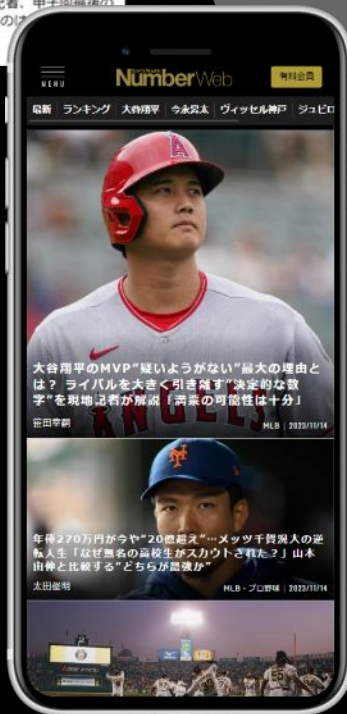 のは
MENU
Sports Graphic
NumberWeb
有料会員
最新 ランキング 大谷翔平 今永昇太 ヴィッセル神戸 ジュビロ
大谷翔平のMVP“疑いようがない”最大の理由と
は? ライバルを大きく引き離す“決定的な数
字”を現地記者が解説「満票の可能性は十分」
笹田幸嗣
MLB | 2023/11/14
年俸270万円が今や“20億超え”…メッツ千賀滉大の逆
転人生「なぜ無名の高校生がスカウトされた?」山本
由伸と比較する“どちらが最強か”
MLB・プロ野球 | 2023/11/14